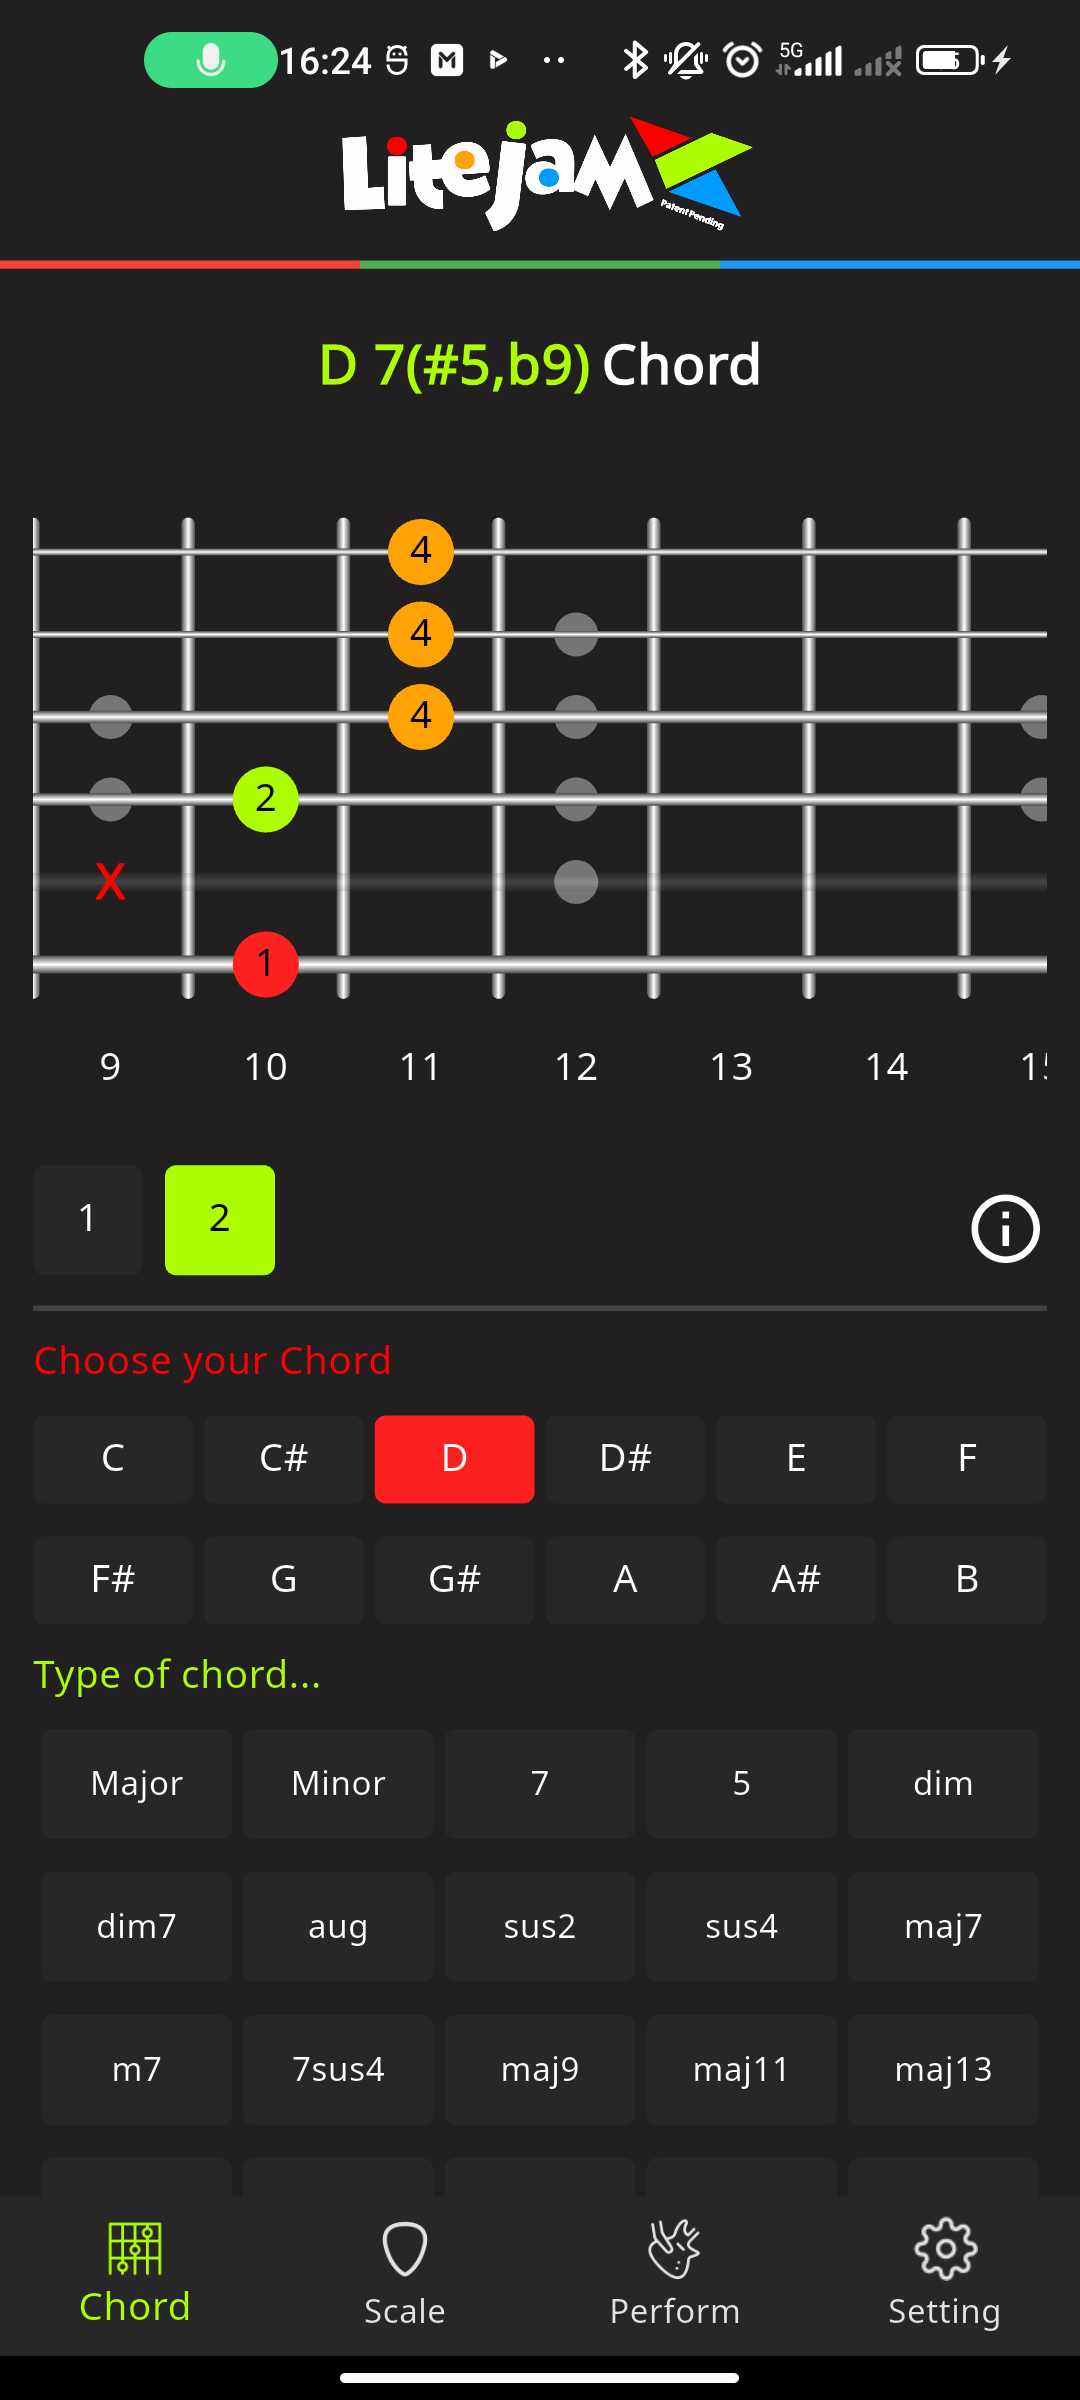 16:24
5G
LitejaM
Patent Pending
D 7(#5,b9) Chord
4
4
4
2
X
1
9 10 11 12 13 14
1 2
Choose your Chord
C C# D D# E F
F# G G# A A# B
Type of chord...
Major Minor 7 5 dim
dim7 aug sus2 sus4 maj7
m7 7sus4 maj9 maj11 maj13
Chord Scale Perform Setting